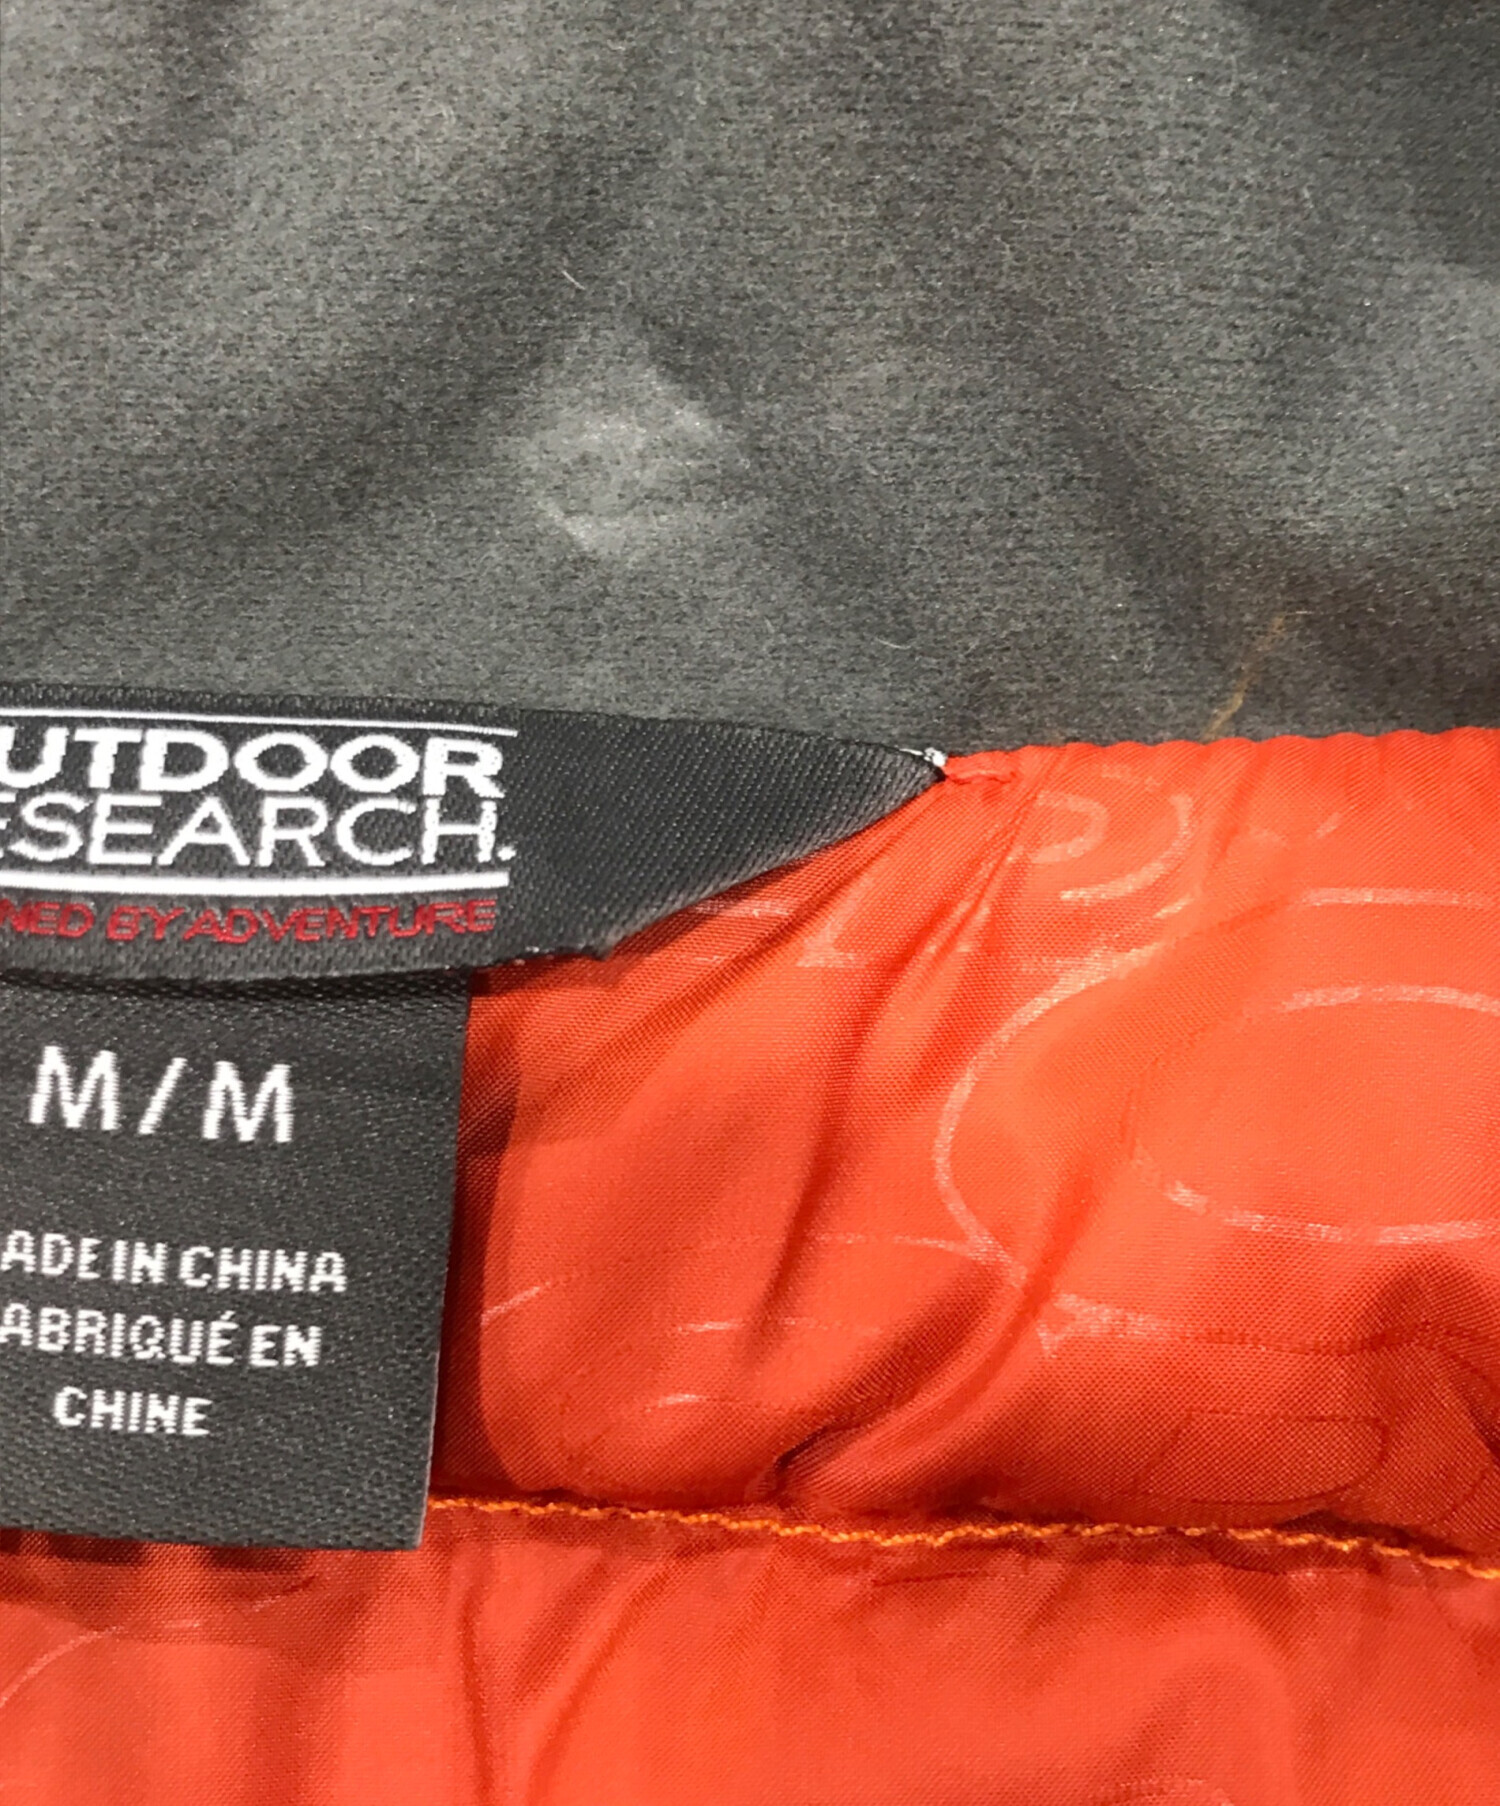 UTDOOR
ESEARCH.
NED BY ADVENTURE
M/M
ADE IN CHINA
ABRIQUÉ EN
CHINE